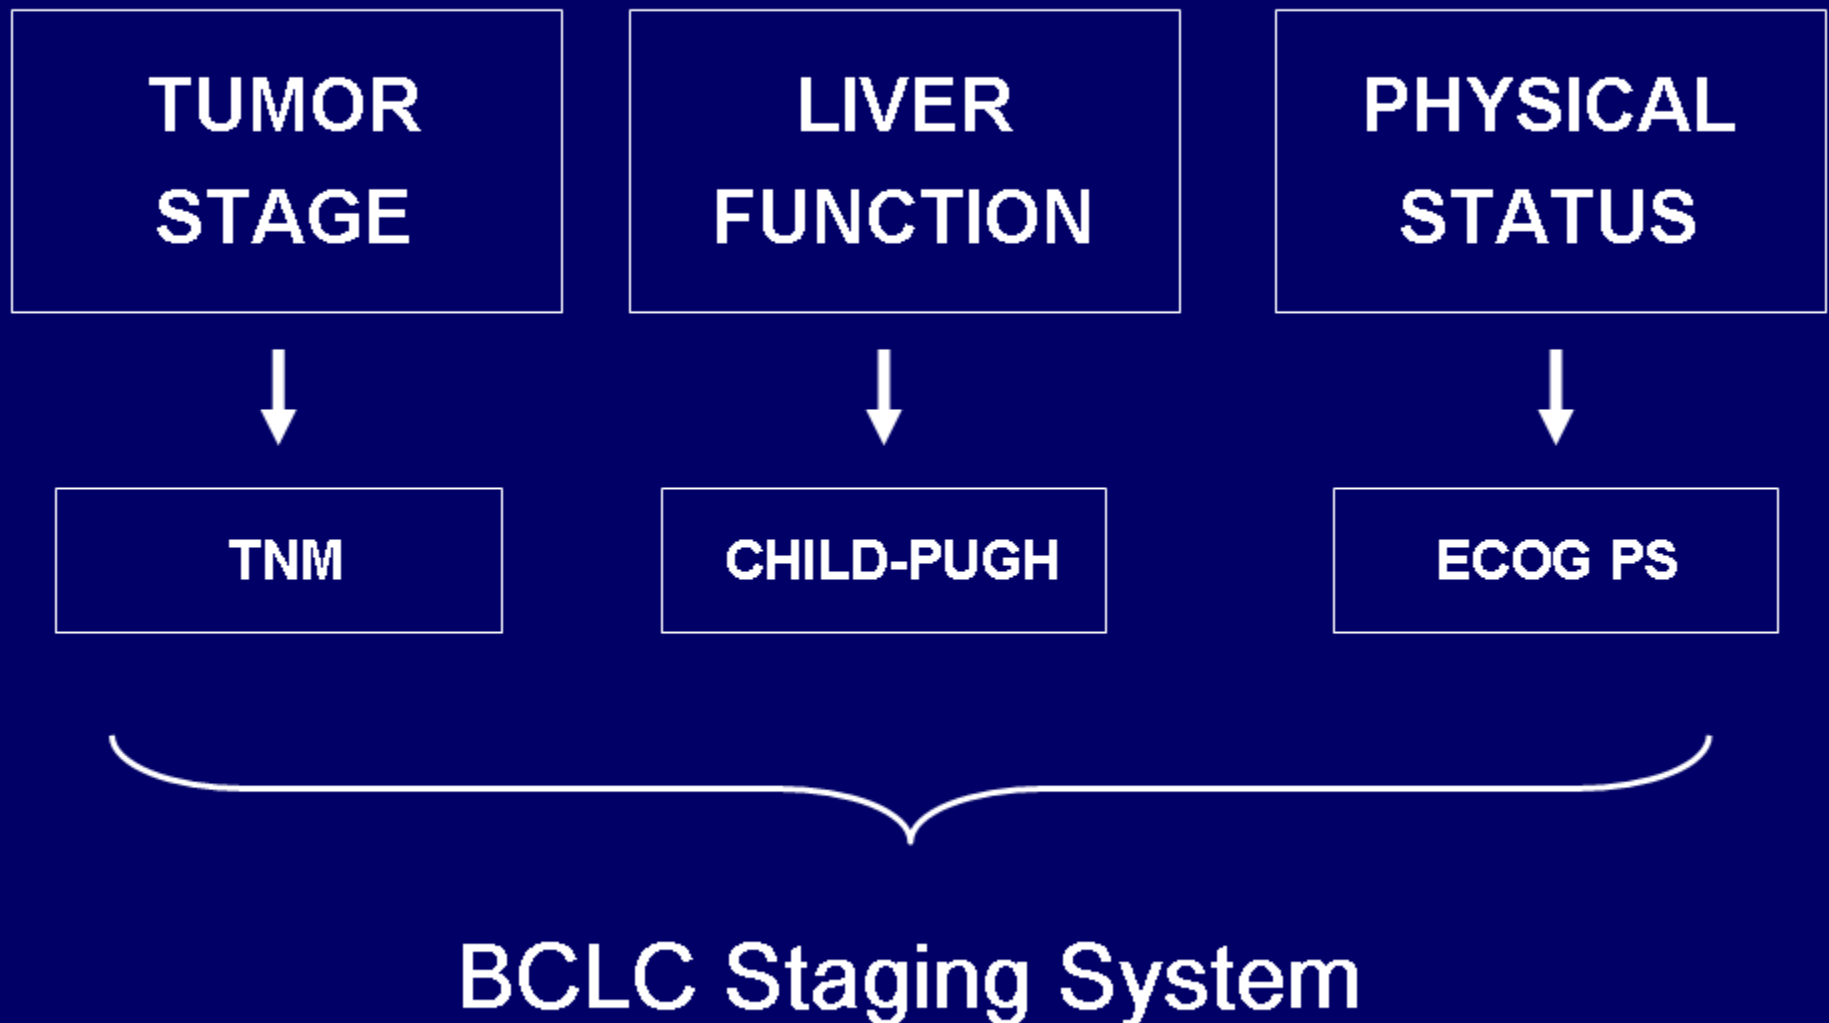 TUMOR
STAGE
LIVER
FUNCTION
PHYSICAL
STATUS
TNM
CHILD-PUGH
ECOG PS
BCLC Staging System